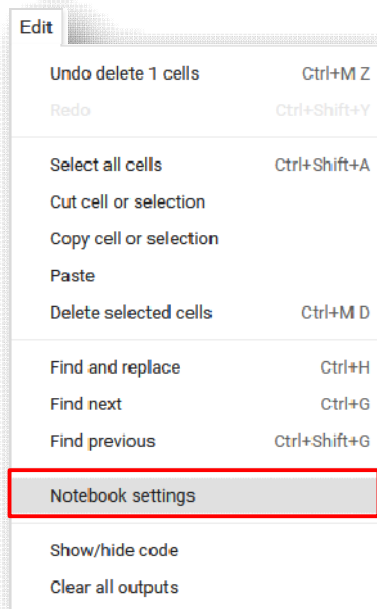 Edit
Undo delete 1 cells Ctrl+M Z
Redo Ctrl+Shift+Y
Select all cells Ctrl+Shift+A
Cut cell or selection
Copy cell or selection
Paste
Delete selected cells Ctrl+M D
Find and replace Ctrl+H
Find next Ctrl+G
Find previous Ctrl+Shift+G
Notebook settings
Show/hide code
Clear all outputs